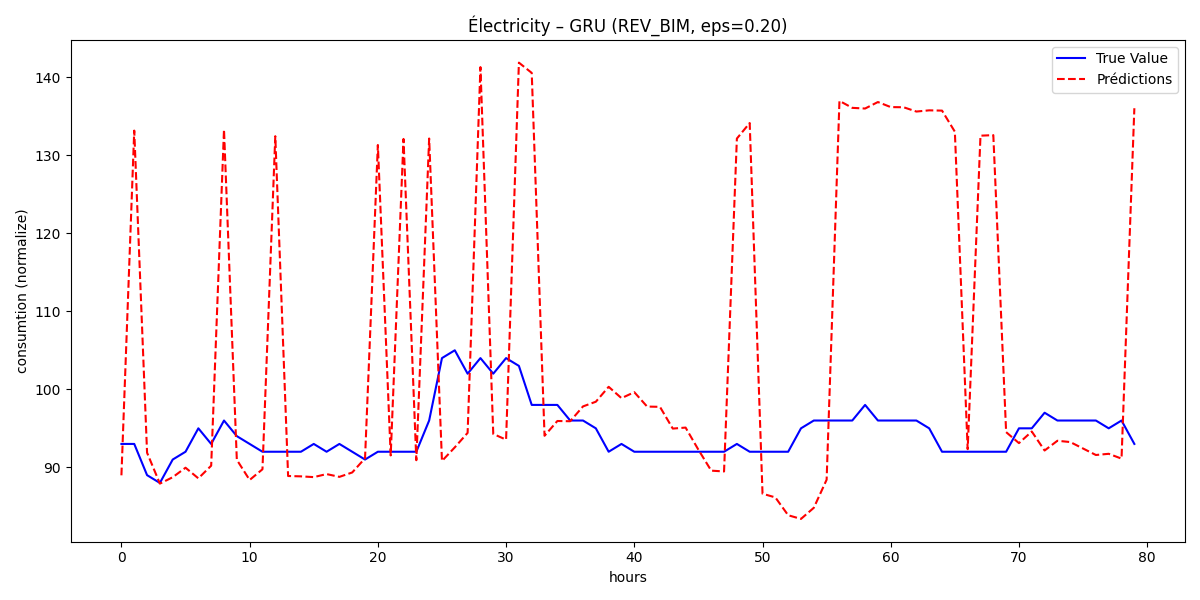 Électricity – GRU (REV_BIM, eps=0.20)
True Value
Prédictions
consumtion (normalize)
140
130
120
110
100
90
0 10 20 30 40 50 60 70 80
hours